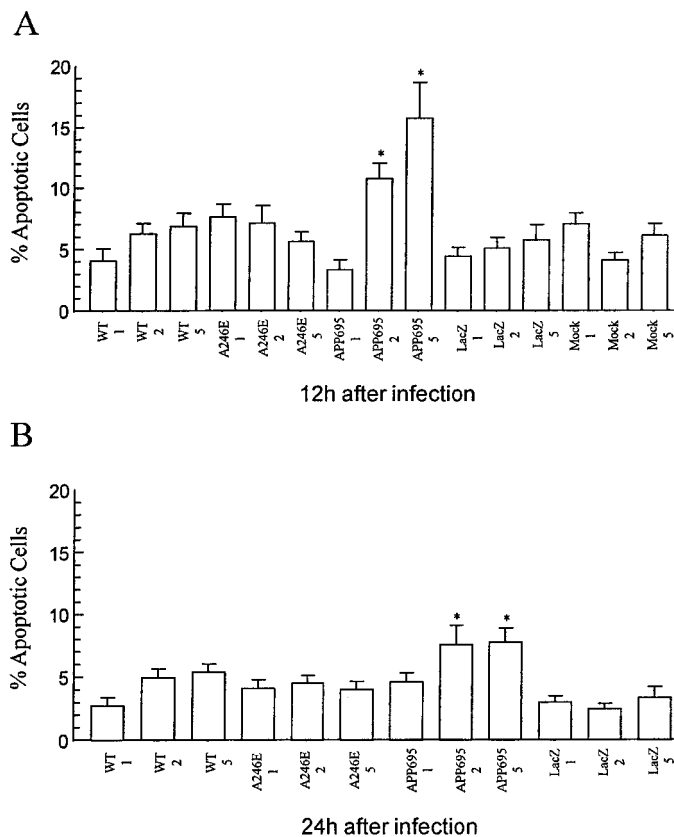 A
20
15
10
5
0
% Apoptotic Cells
* *
WT 1
WT 2
WT 5
A246E 1
A246E 2
A246E 5
APP695 1
APP695 2
APP695 5
LacZ 1
LacZ 2
LacZ 5
Mock 1
Mock 2
Mock 5
12h after infection
B
20
15
10
5
0
% Apoptotic Cells
* *
WT 1
WT 2
WT 5
A246E 1
A246E 2
A246E 5
APP695 1
APP695 2
APP695 5
LacZ 1
LacZ 2
LacZ 5
24h after infection